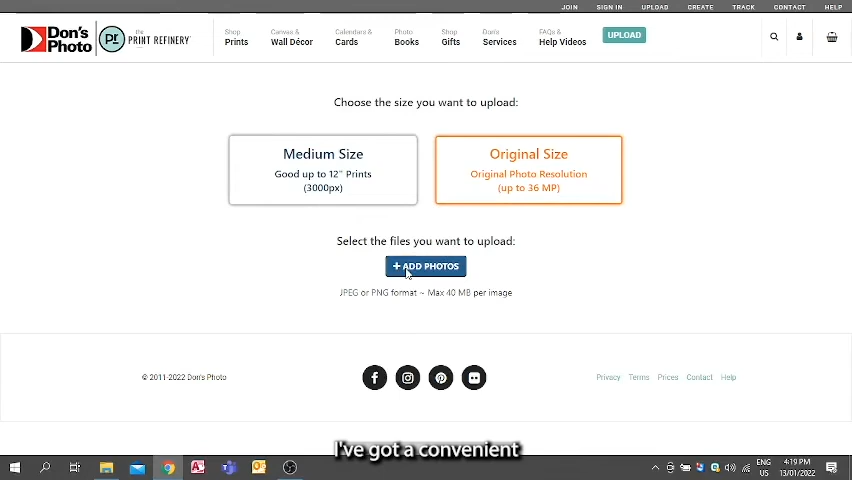 JOIN SIGN IN UPLOAD CREATE TRACK CONTACT HELP
Don's Photo
pr the PRINT REFINERY
Shop Prints
Canvas & Wall Décor
Calendars & Cards
Photo Books
Shop Gifts
Don's Services
FAQs & Help Videos
UPLOAD
Choose the size you want to upload:
Medium Size
Good up to 12" Prints
(3000px)
Original Size
Original Photo Resolution
(up to 36 MP)
Select the files you want to upload:
+ ADD PHOTOS
JPEG or PNG format ~ Max 40 MB per image
© 2011-2022 Don's Photo
Privacy Terms Prices Contact Help
I've got a convenient
ENG
US
4:19 PM
13/01/2022